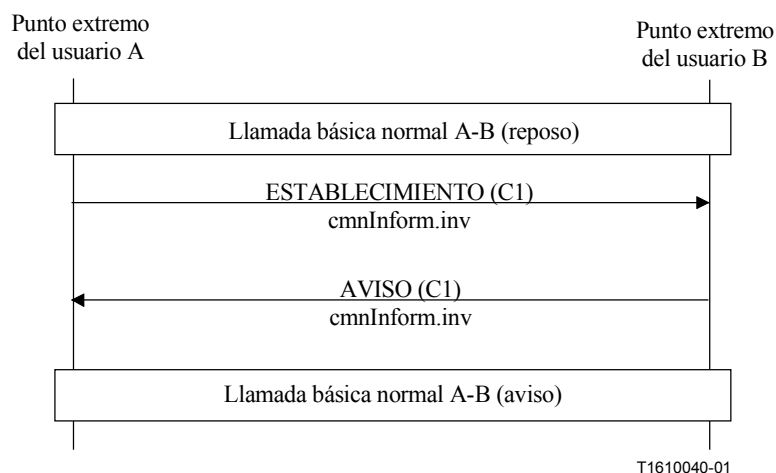 Punto extremo
del usuario A
Punto extremo
del usuario B
Llamada básica normal A-B (reposo)
ESTABLECIMIENTO (C1)
cmnInform.inv
AVISO (C1)
cmnInform.inv
Llamada básica normal A-B (aviso)
T1610040-01